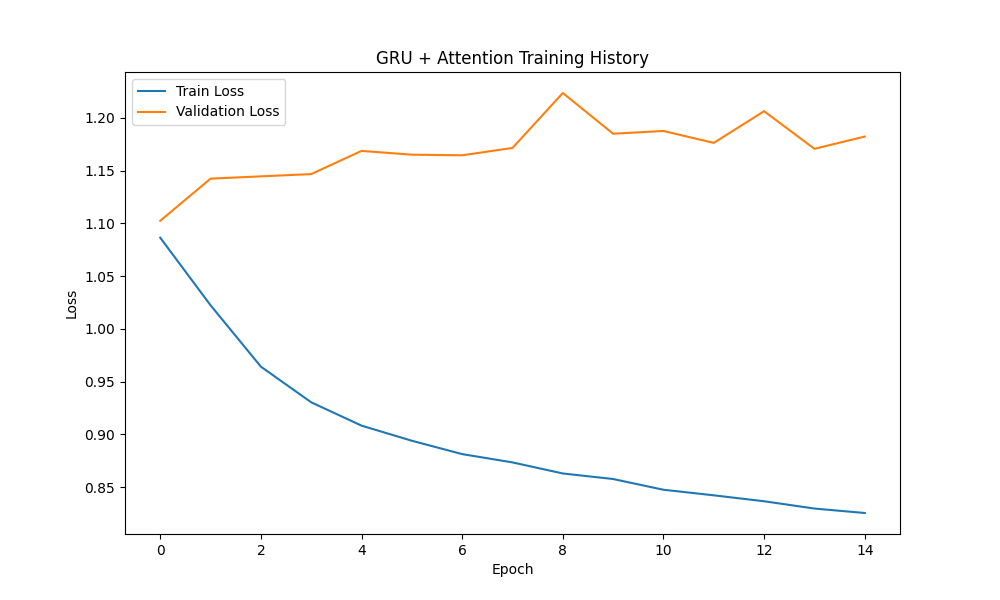 GRU + Attention Training History
Train Loss
Validation Loss
1.20
1.15
1.10
1.05
1.00
0.95
0.90
0.85
Loss
0 2 4 6 8 10 12 14
Epoch